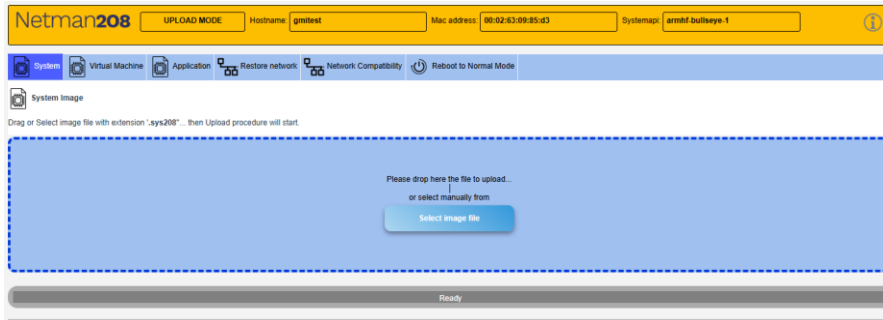 Netman208 UPLOAD MODE Hostname: gmitest Mac address: 00:02:63:09:85:d3 Systemapi: armhf-bullseye-1
System Virtual Machine Application Restore network Network Compatibility Reboot to Normal Mode
System Image
Drag or Select image file with extension ".sys208"... then Upload procedure will start.
Please drop here the file to upload...
|
or select manually from
Select image file
Ready